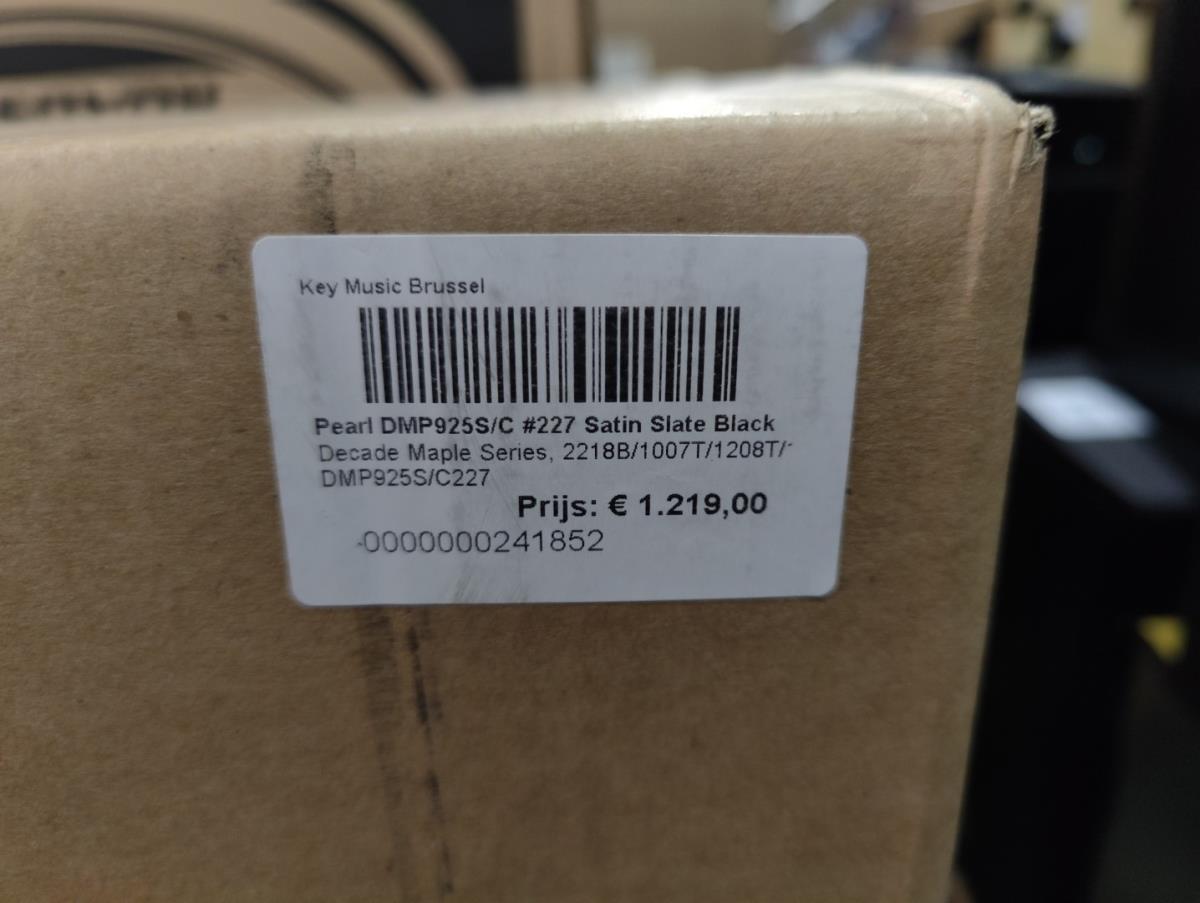 Key Music Brussel
Pearl DMP925S/C #227 Satin Slate Black
Decade Maple Series, 2218B/1007T/1208T/
DMP925S/C227
Prijs: € 1.219,00
0000000241852